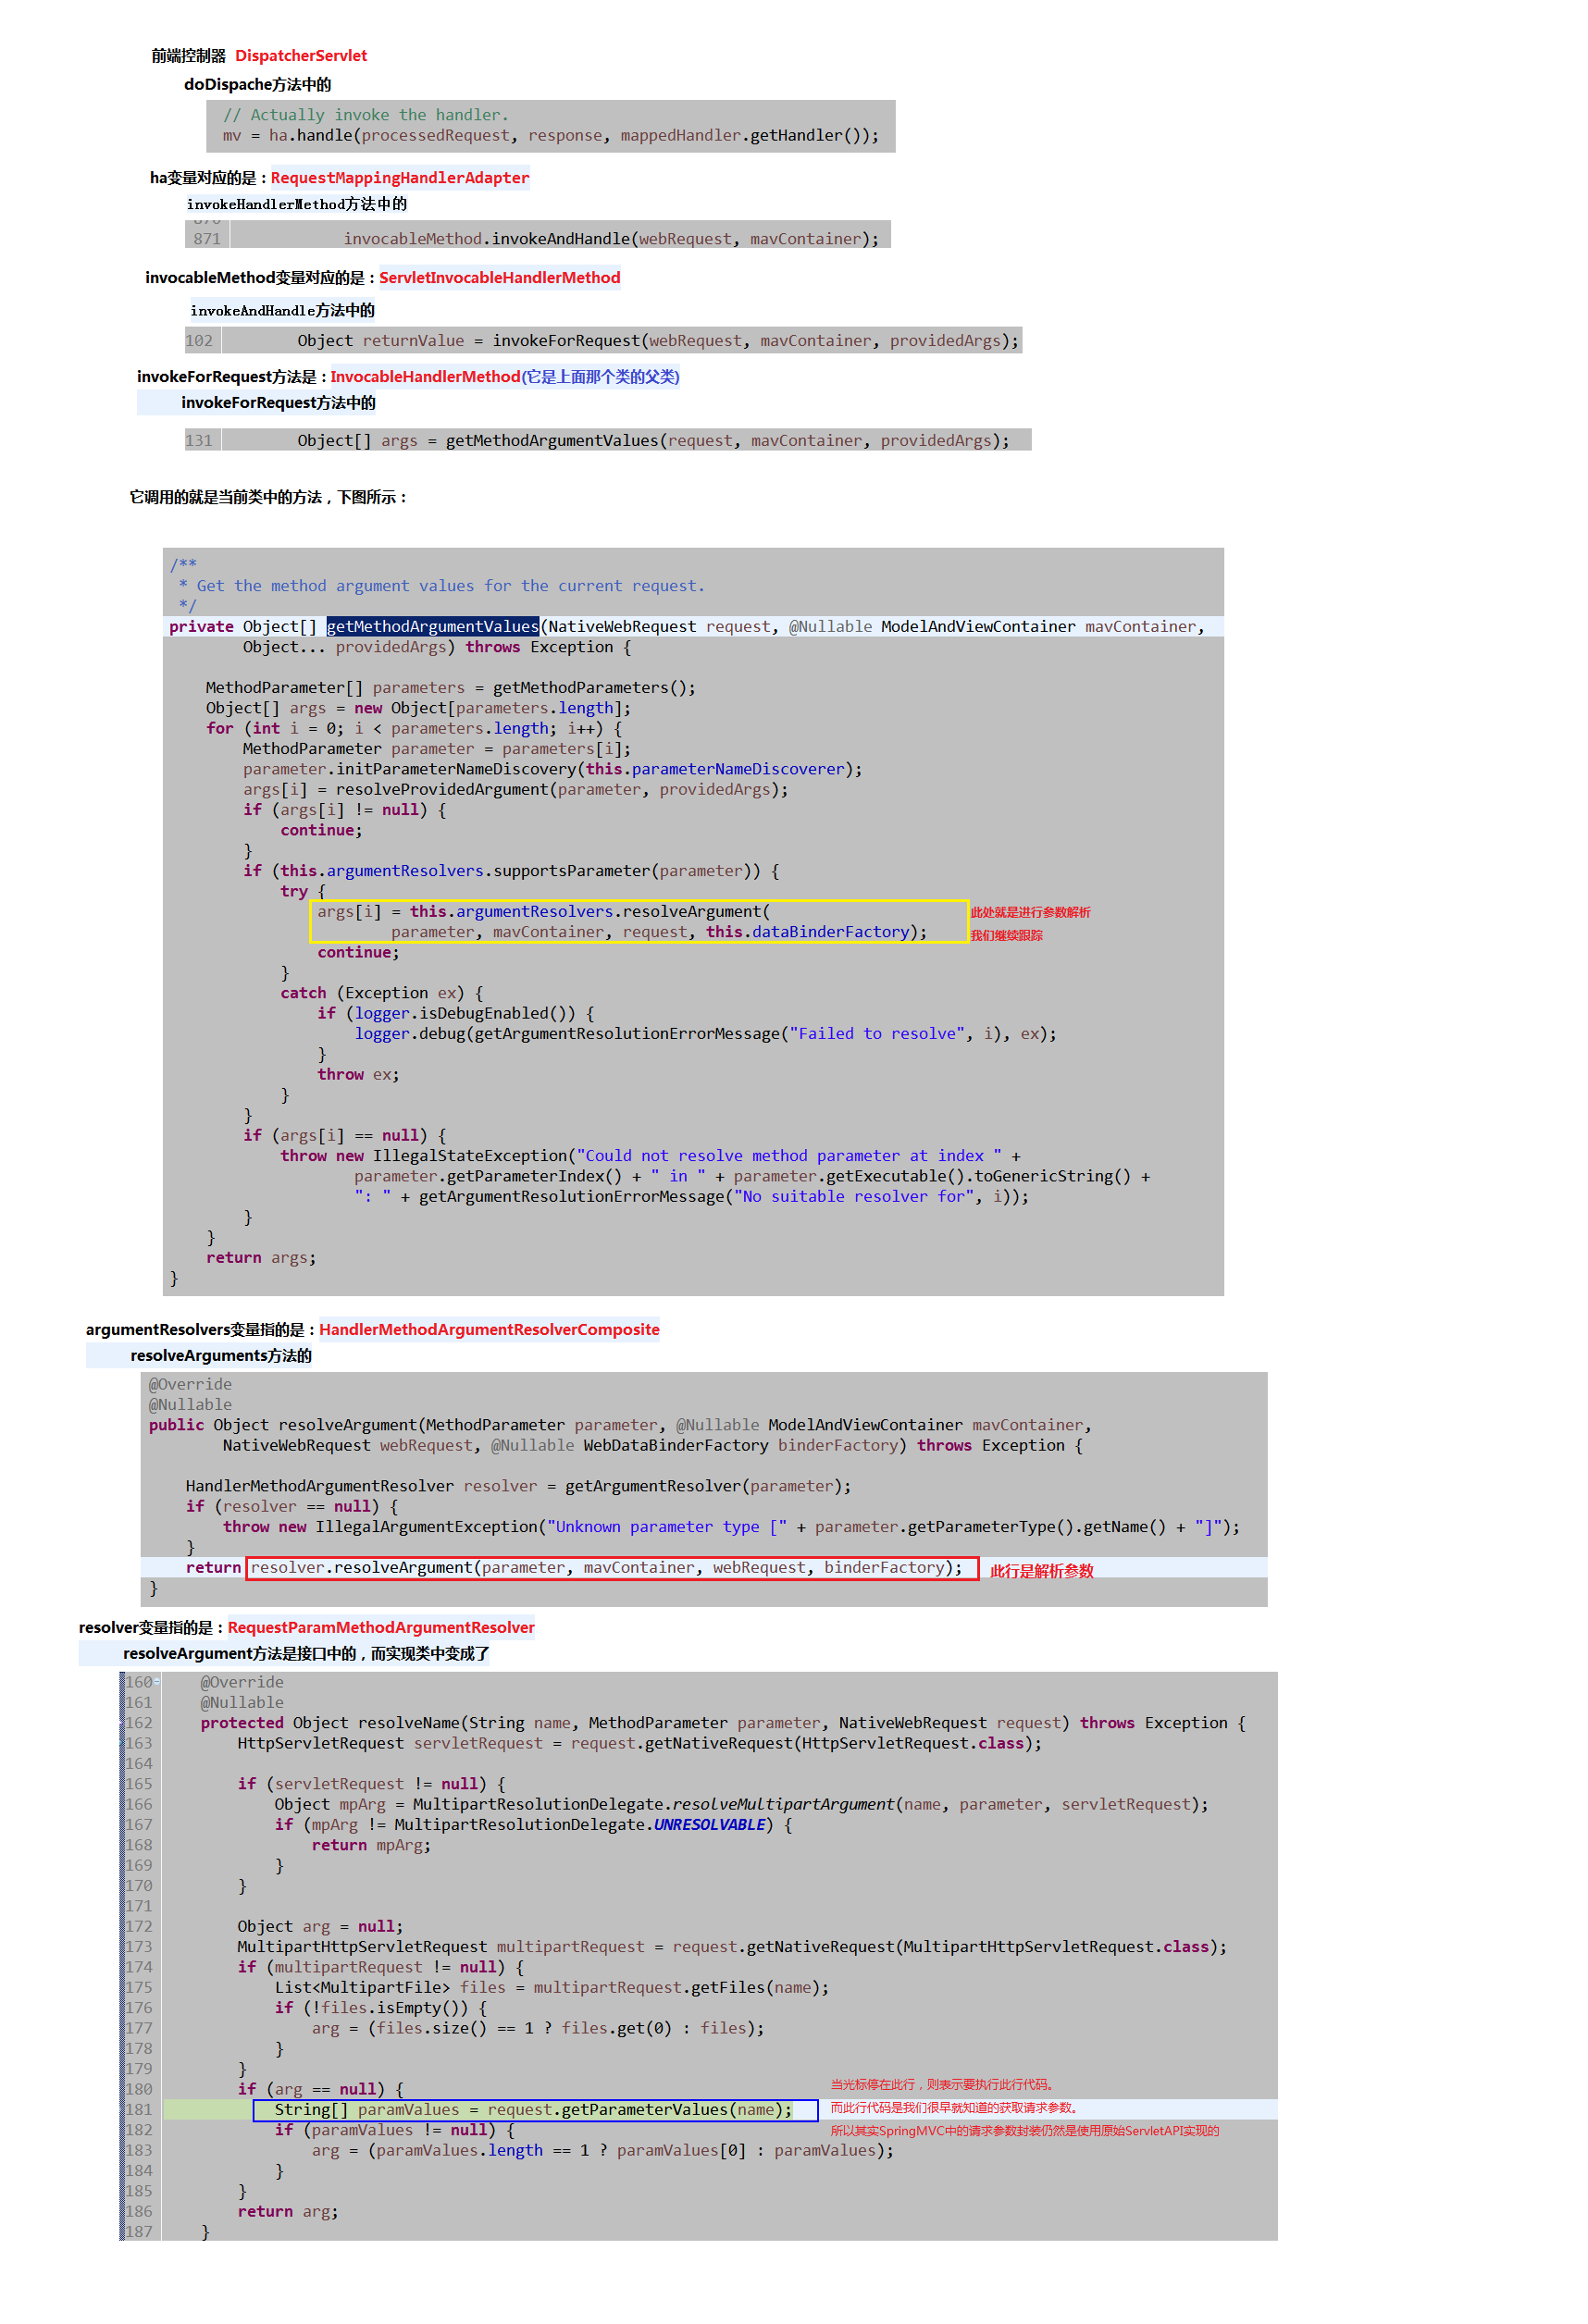 前端控制器 DispatcherServlet
doDispache方法中的
// Actually invoke the handler.
mv = ha.handle(processedRequest, response, mappedHandler.getHandler());
ha变量对应的是：RequestMappingHandlerAdapter
invokeHandlerMethod方法中的
871 invocableMethod.invokeAndHandle(webRequest, mavContainer);
invocableMethod变量对应的是：ServletInvocableHandlerMethod
invokeAndHandle方法中的
102 Object returnValue = invokeForRequest(webRequest, mavContainer, providedArgs);
invokeForRequest方法是：InvocableHandlerMethod(它是上面那个类的父类)
invokeForRequest方法中的
131 Object[] args = getMethodArgumentValues(request, mavContainer, providedArgs);
它调用的就是当前类中的方法，下图所示：
/**
 * Get the method argument values for the current request.
 */
private Object[] getMethodArgumentValues(NativeWebRequest request, @Nullable ModelAndViewContainer mavContainer,
        Object... providedArgs) throws Exception {
    MethodParameter[] parameters = getMethodParameters();
    Object[] args = new Object[parameters.length];
    for (int i = 0; i < parameters.length; i++) {
        MethodParameter parameter = parameters[i];
        parameter.initParameterNameDiscovery(this.parameterNameDiscoverer);
        args[i] = resolveProvidedArgument(parameter, providedArgs);
        if (args[i] != null) {
            continue;
        }
        if (this.argumentResolvers.supportsParameter(parameter)) {
            try {
                args[i] = this.argumentResolvers.resolveArgument( 此处就是进行参数解析
                        parameter, mavContainer, request, this.dataBinderFactory); 我们继续跟踪
                continue;
            }
            catch (Exception ex) {
                if (logger.isDebugEnabled()) {
                    logger.debug(getArgumentResolutionErrorMessage("Failed to resolve", i), ex);
                }
                throw ex;
            }
        }
        if (args[i] == null) {
            throw new IllegalStateException("Could not resolve method parameter at index " +
                    parameter.getParameterIndex() + " in " + parameter.getExecutable().toGenericString() +
                    ": " + getArgumentResolutionErrorMessage("No suitable resolver for", i));
        }
    }
    return args;
}
argumentResolvers变量指的是：HandlerMethodArgumentResolverComposite
resolveArguments方法的
@Override
@Nullable
public Object resolveArgument(MethodParameter parameter, @Nullable ModelAndViewContainer mavContainer,
        NativeWebRequest webRequest, @Nullable WebDataBinderFactory binderFactory) throws Exception {
    HandlerMethodArgumentResolver resolver = getArgumentResolver(parameter);
    if (resolver == null) {
        throw new IllegalArgumentException("Unknown parameter type [" + parameter.getParameterType().getName() + "]");
    }
    return resolver.resolveArgument(parameter, mavContainer, webRequest, binderFactory); 此行是解析参数
}
resolver变量指的是：RequestParamMethodArgumentResolver
resolveArgument方法是接口中的，而实现类中变成了
160 @Override
161 @Nullable
162 protected Object resolveName(String name, MethodParameter parameter, NativeWebRequest request) throws Exception {
163 HttpServletRequest servletRequest = request.getNativeRequest(HttpServletRequest.class);
164
165 if (servletRequest != null) {
166 Object mpArg = MultipartResolutionDelegate.resolveMultipartArgument(name, parameter, servletRequest);
167 if (mpArg != MultipartResolutionDelegate.UNRESOLVABLE) {
168 return mpArg;
169 }
170 }
171
172 Object arg = null;
173 MultipartHttpServletRequest multipartRequest = request.getNativeRequest(MultipartHttpServletRequest.class);
174 if (multipartRequest != null) {
175 List<MultipartFile> files = multipartRequest.getFiles(name);
176 if (!files.isEmpty()) {
177 arg = (files.size() == 1 ? files.get(0) : files);
178 }
179 }
180 if (arg == null) { 当光标停在此行，则表示要执行此行代码。
181 String[] paramValues = request.getParameterValues(name); 而此行代码是我们很早就知道的获取请求参数。
182 if (paramValues != null) { 所以其实SpringMVC中的请求参数封装仍然是使用原始ServletAPI实现的
183 arg = (paramValues.length == 1 ? paramValues[0] : paramValues);
184 }
185 }
186 return arg;
187 }